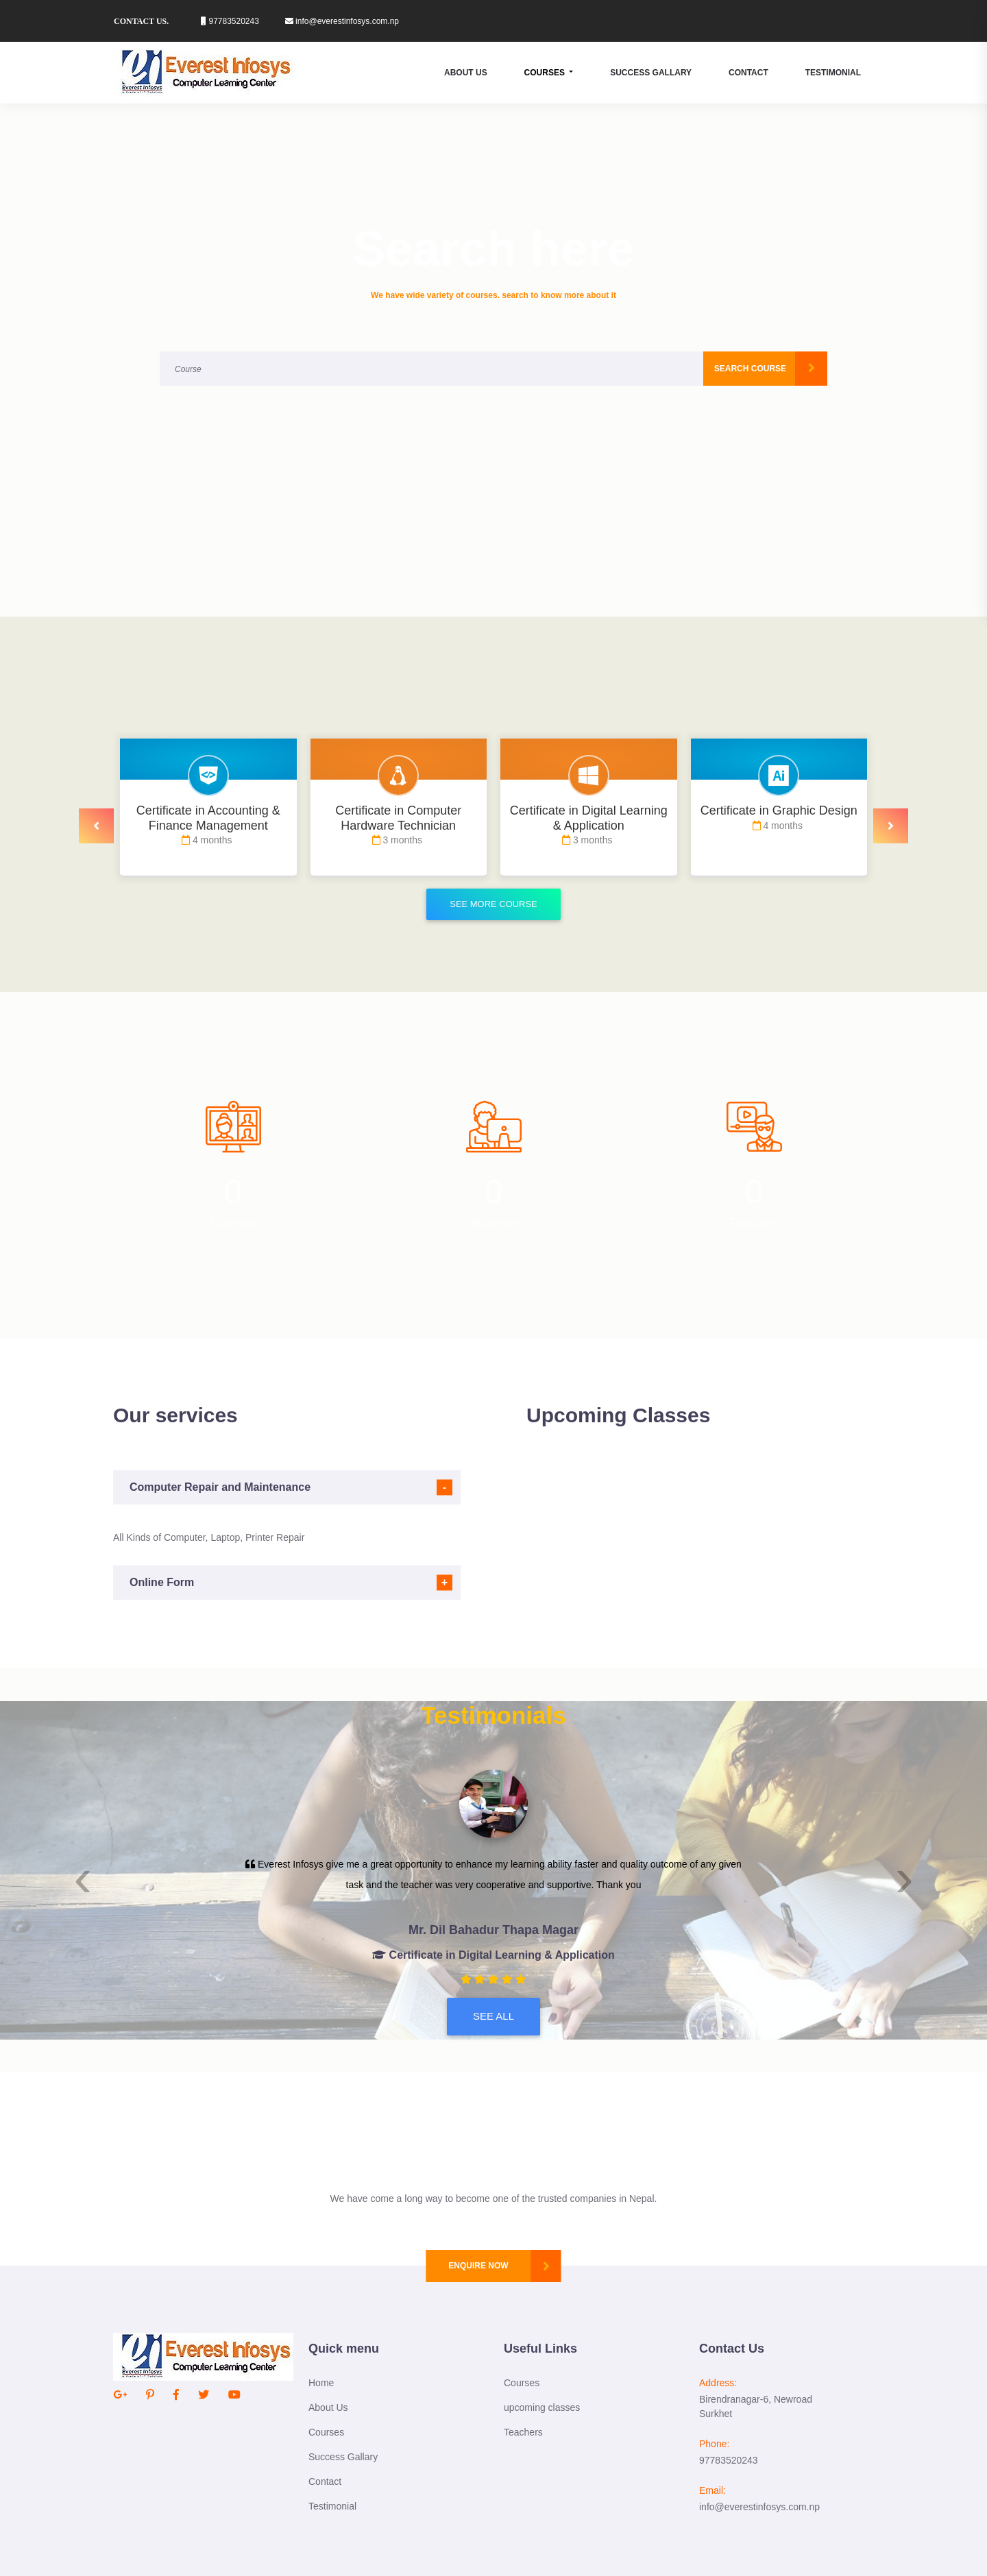 CONTACT US.
97783520243
info@everestinfosys.com.np
Everest Infosys
Computer Learning Center
ABOUT US
COURSES
SUCCESS GALLARY
CONTACT
TESTIMONIAL
Search here
We have wide variety of courses. search to know more about it
Course
SEARCH COURSE
Certificate in Accounting &
Finance Management
4 months
Certificate in Computer
Hardware Technician
3 months
Certificate in Digital Learning
& Application
3 months
Ai
Certificate in Graphic Design
4 months
SEE MORE COURSE
0
0
0
Our services
Computer Repair and Maintenance
-
All Kinds of Computer, Laptop, Printer Repair
Online Form
+
Upcoming Classes
Testimonials
Everest Infosys give me a great opportunity to enhance my learning ability faster and quality outcome of any given
task and the teacher was very cooperative and supportive. Thank you
Mr. Dil Bahadur Thapa Magar
Certificate in Digital Learning & Application
SEE ALL
We have come a long way to become one of the trusted companies in Nepal.
ENQUIRE NOW
Everest Infosys
Computer Learning Center
Quick menu
Home
About Us
Courses
Success Gallary
Contact
Testimonial
Useful Links
Courses
upcoming classes
Teachers
Contact Us
Address:
Birendranagar-6, Newroad
Surkhet
Phone:
97783520243
Email:
info@everestinfosys.com.np